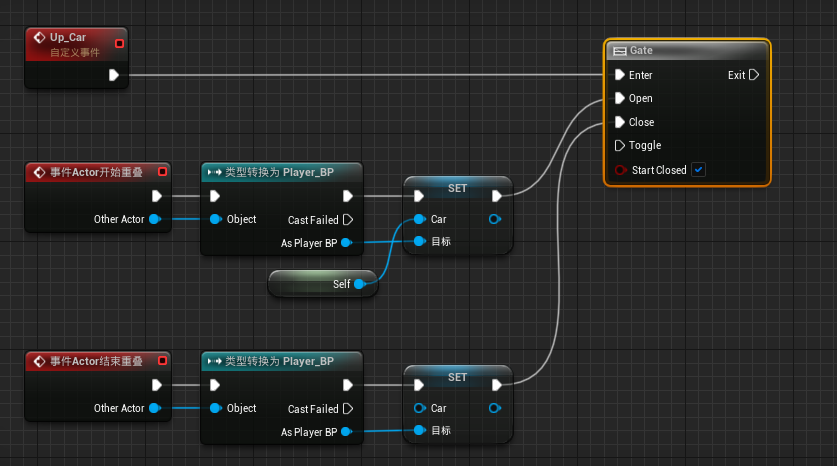 Up_Car
自定义事件
Gate
Enter
Exit
Open
Close
Toggle
Start Closed
事件Actor开始重叠
Other Actor
类型转换为 Player_BP
Object
Cast Failed
As Player BP
SET
Car
目标
Self
事件Actor结束重叠
Other Actor
类型转换为 Player_BP
Object
Cast Failed
As Player BP
SET
Car
目标